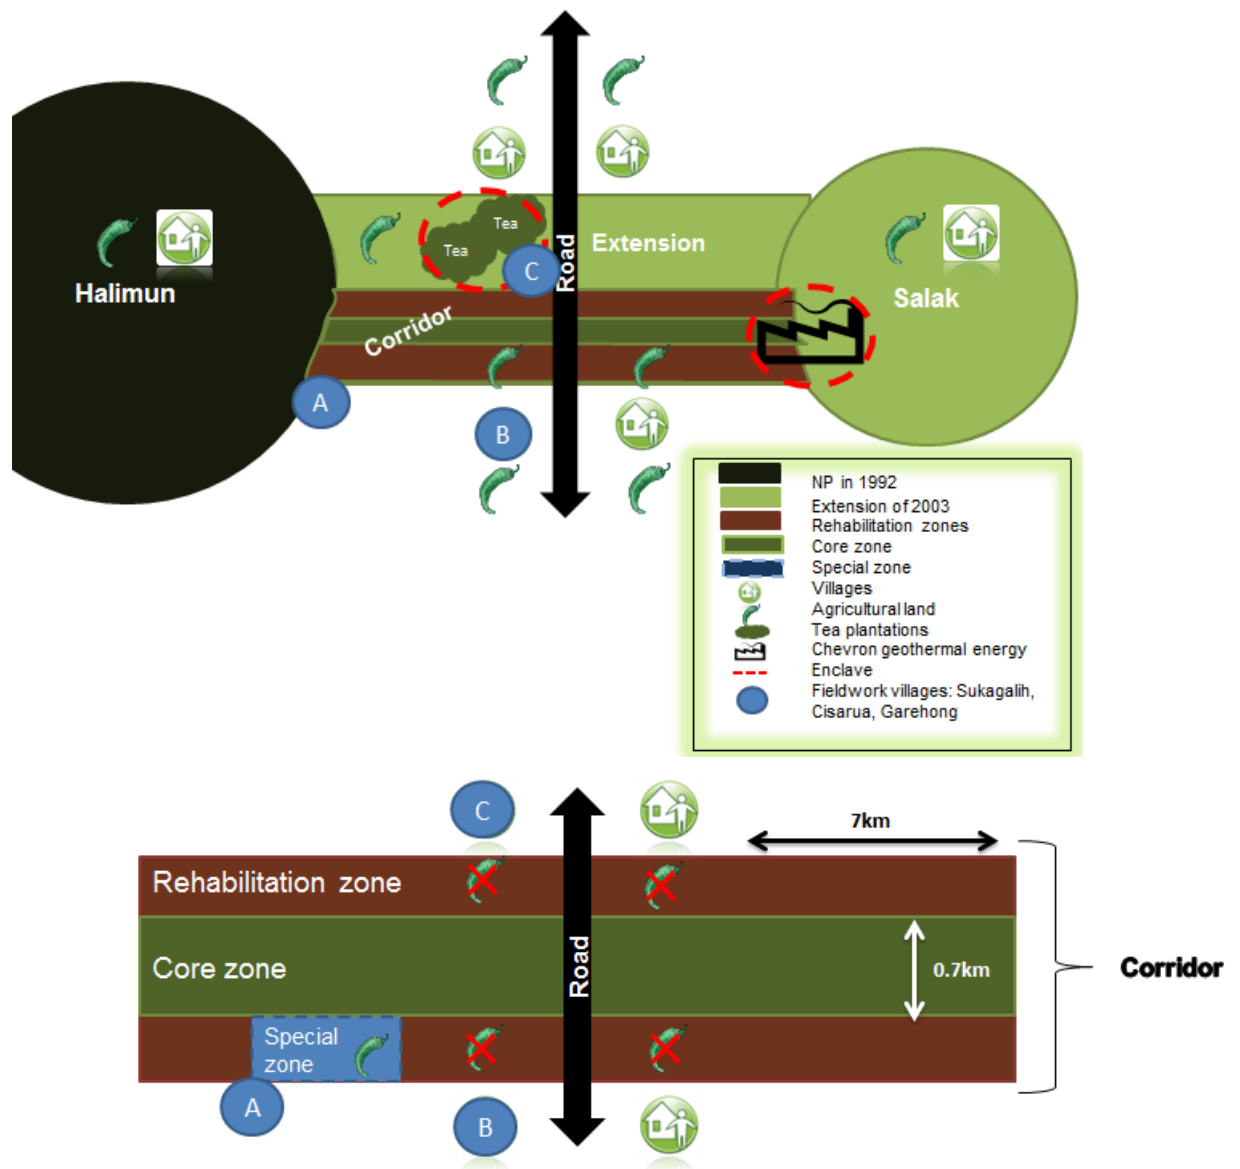 Tea
Tea
C
Road
Extension
Halimun
Salak
Corridor
A
B
NP in 1992
Extension of 2003
Rehabilitation zones
Core zone
Special zone
Villages
Agricultural land
Tea plantations
Chevron geothermal energy
Enclave
Fieldwork villages: Sukagalih,
Cisarua, Garehong
C
7km
Rehabilitation zone
Core zone
Road
0.7km
Corridor
Special
zone
A
B